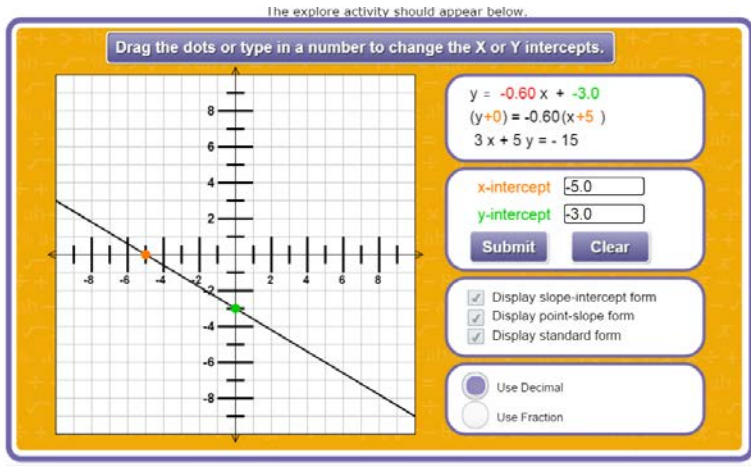 The explore activity should appear below.
Drag the dots or type in a number to change the X or Y intercepts.
y = -0.60 x + -3.0
(y+0) = -0.60(x+5 )
3 x + 5 y = - 15
x-intercept -5.0
y-intercept -3.0
Submit Clear
Display slope-intercept form
Display point-slope form
Display standard form
Use Decimal
Use Fraction
8
6
4
2
-8 -6 -4 -2 2 4 6 8
-2
-4
-6
-8